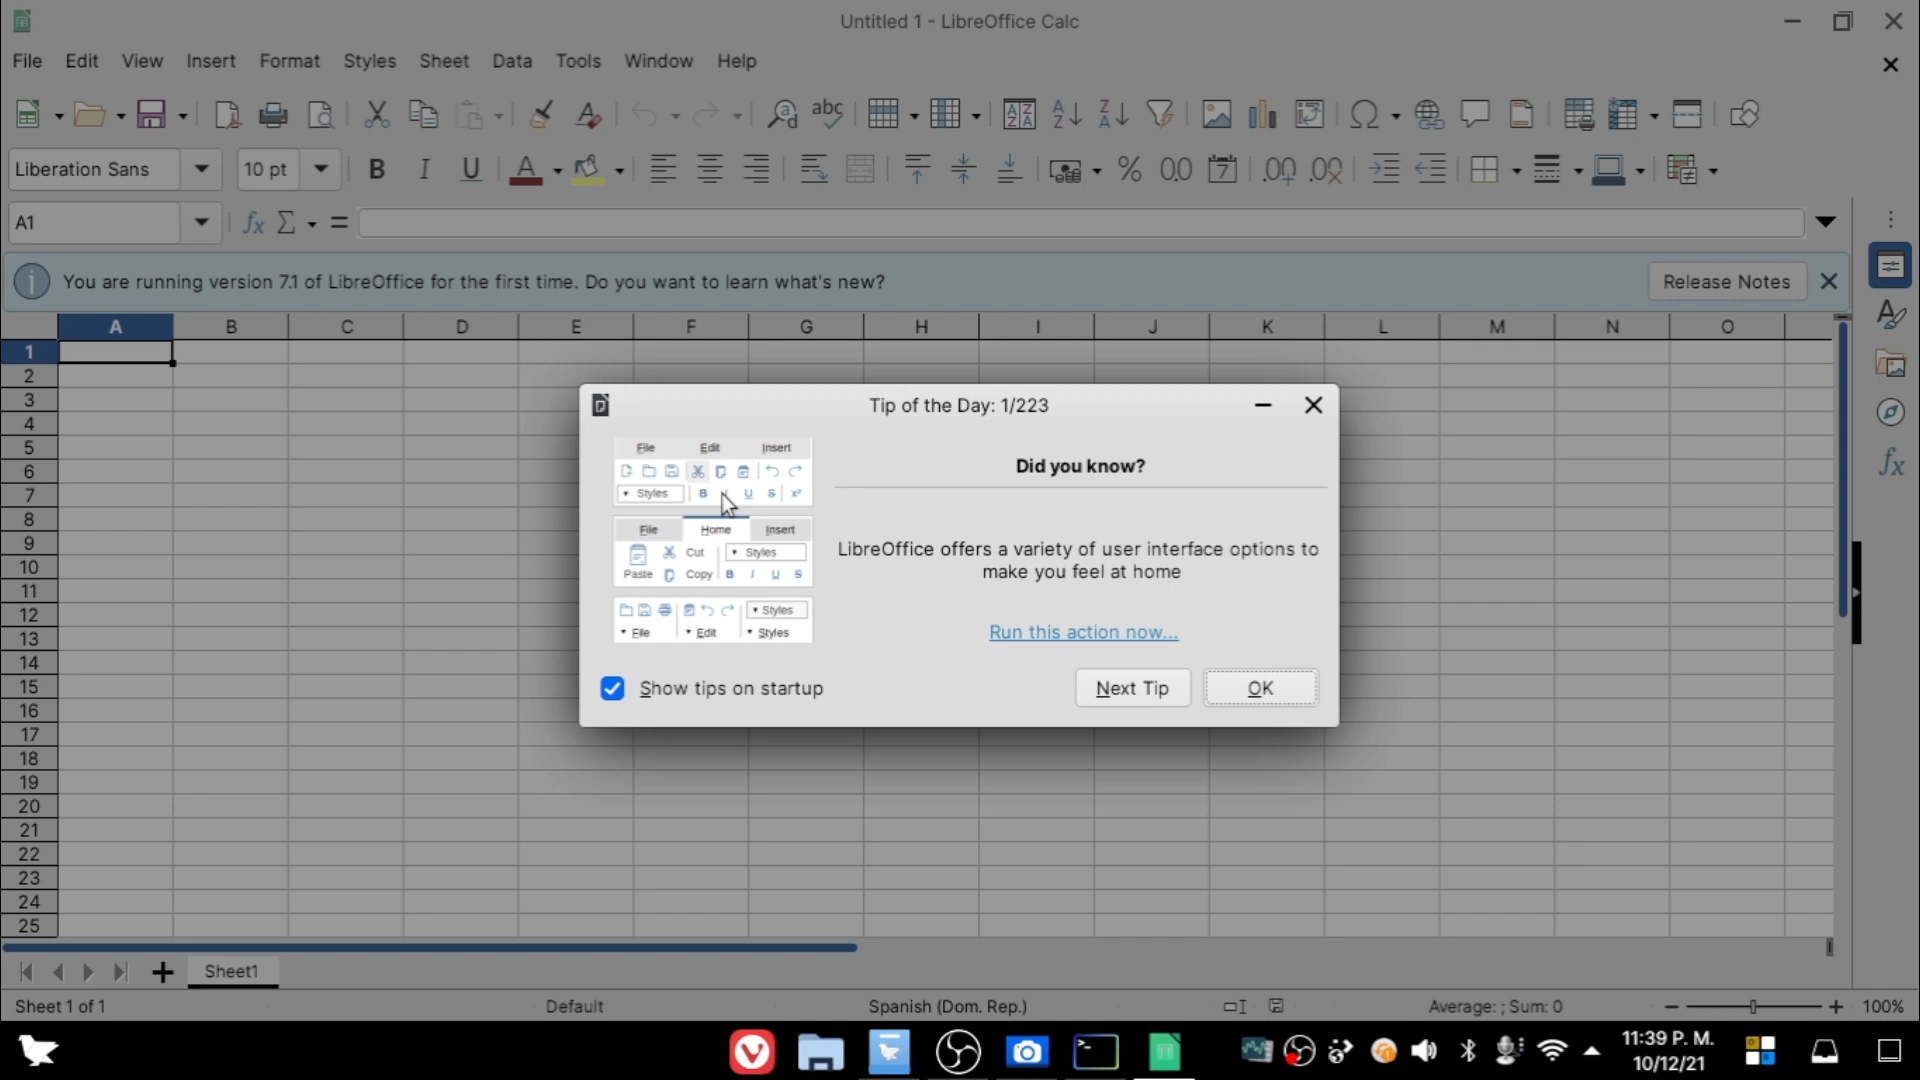 Untitled 1 - LibreOffice Calc
File Edit View Insert Format Styles Sheet Data Tools Window Help
Liberation Sans 10 pt
A1
You are running version 7.1 of LibreOffice for the first time. Do you want to learn what's new? Release Notes
A B C D E F G H I J K L M N O
1
2
3
4
5
6
7
8
9
10
11
12
13
14
15
16
17
18
19
20
21
22
23
24
25
Tip of the Day: 1/223
File Edit Insert
Styles B U S x²
File Home Insert
Cut Styles
Paste Copy B I U S
Styles
File Edit Styles
Did you know?
LibreOffice offers a variety of user interface options to
make you feel at home
Run this action now...
Show tips on startup Next Tip OK
Sheet1
Sheet 1 of 1 Default Spanish (Dom. Rep.) Average: ; Sum: 0 100%
11:39 P. M.
10/12/21